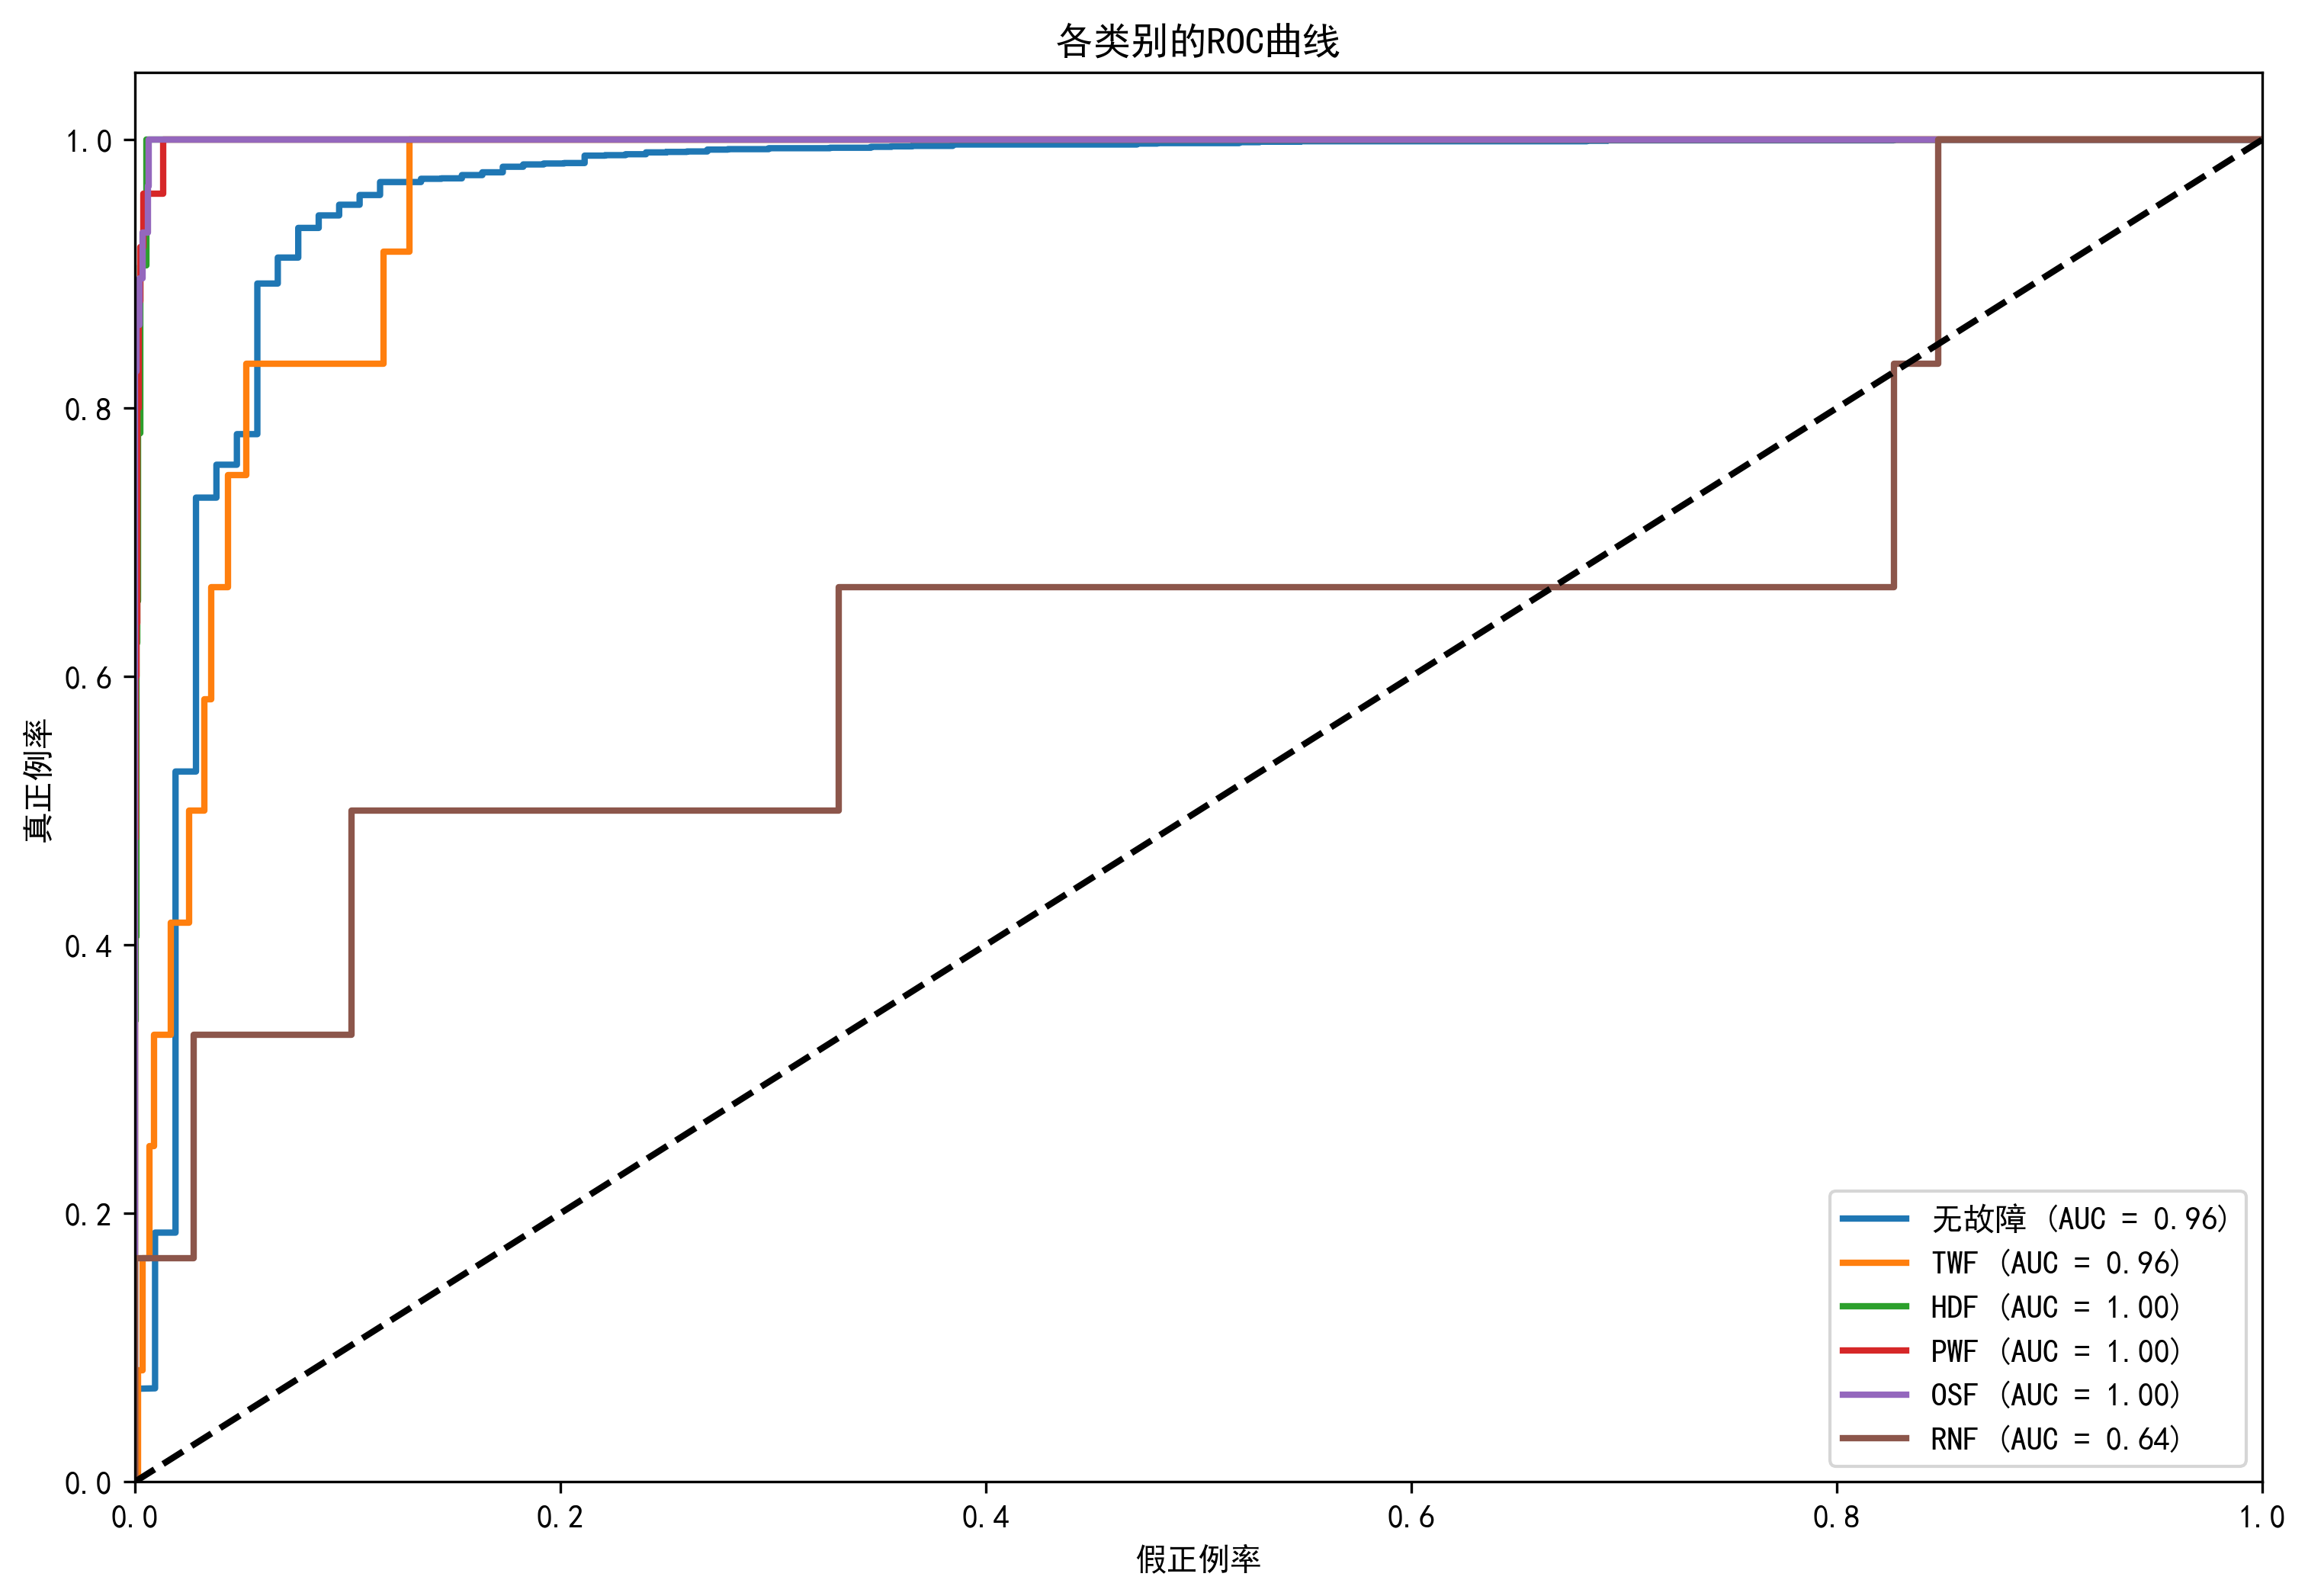 各类别的ROC曲线
真正例率
1.0
0.8
0.6
0.4
0.2
0.0
0.0 0.2 0.4 0.6 0.8 1.0
假正例率
无故障 (AUC = 0.96)
TWF (AUC = 0.96)
HDF (AUC = 1.00)
PWF (AUC = 1.00)
OSF (AUC = 1.00)
RNF (AUC = 0.64)